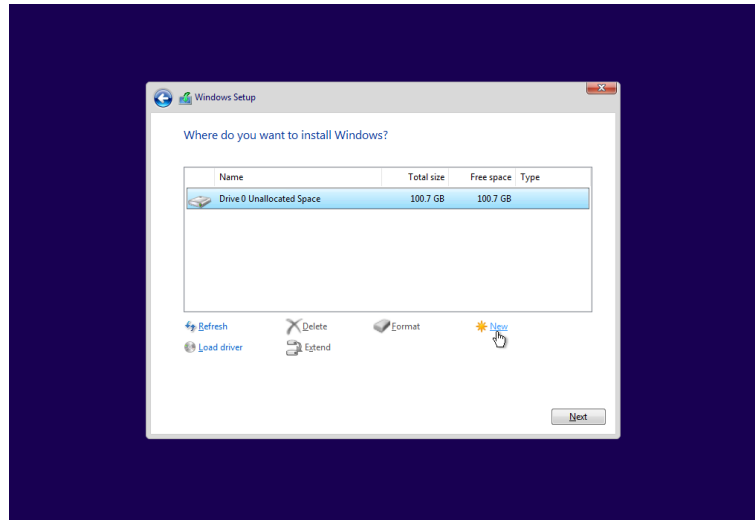 Windows Setup
Where do you want to install Windows?
Name Total size Free space Type
Drive 0 Unallocated Space 100.7 GB 100.7 GB
Refresh Delete Format New
Load driver Extend
Next